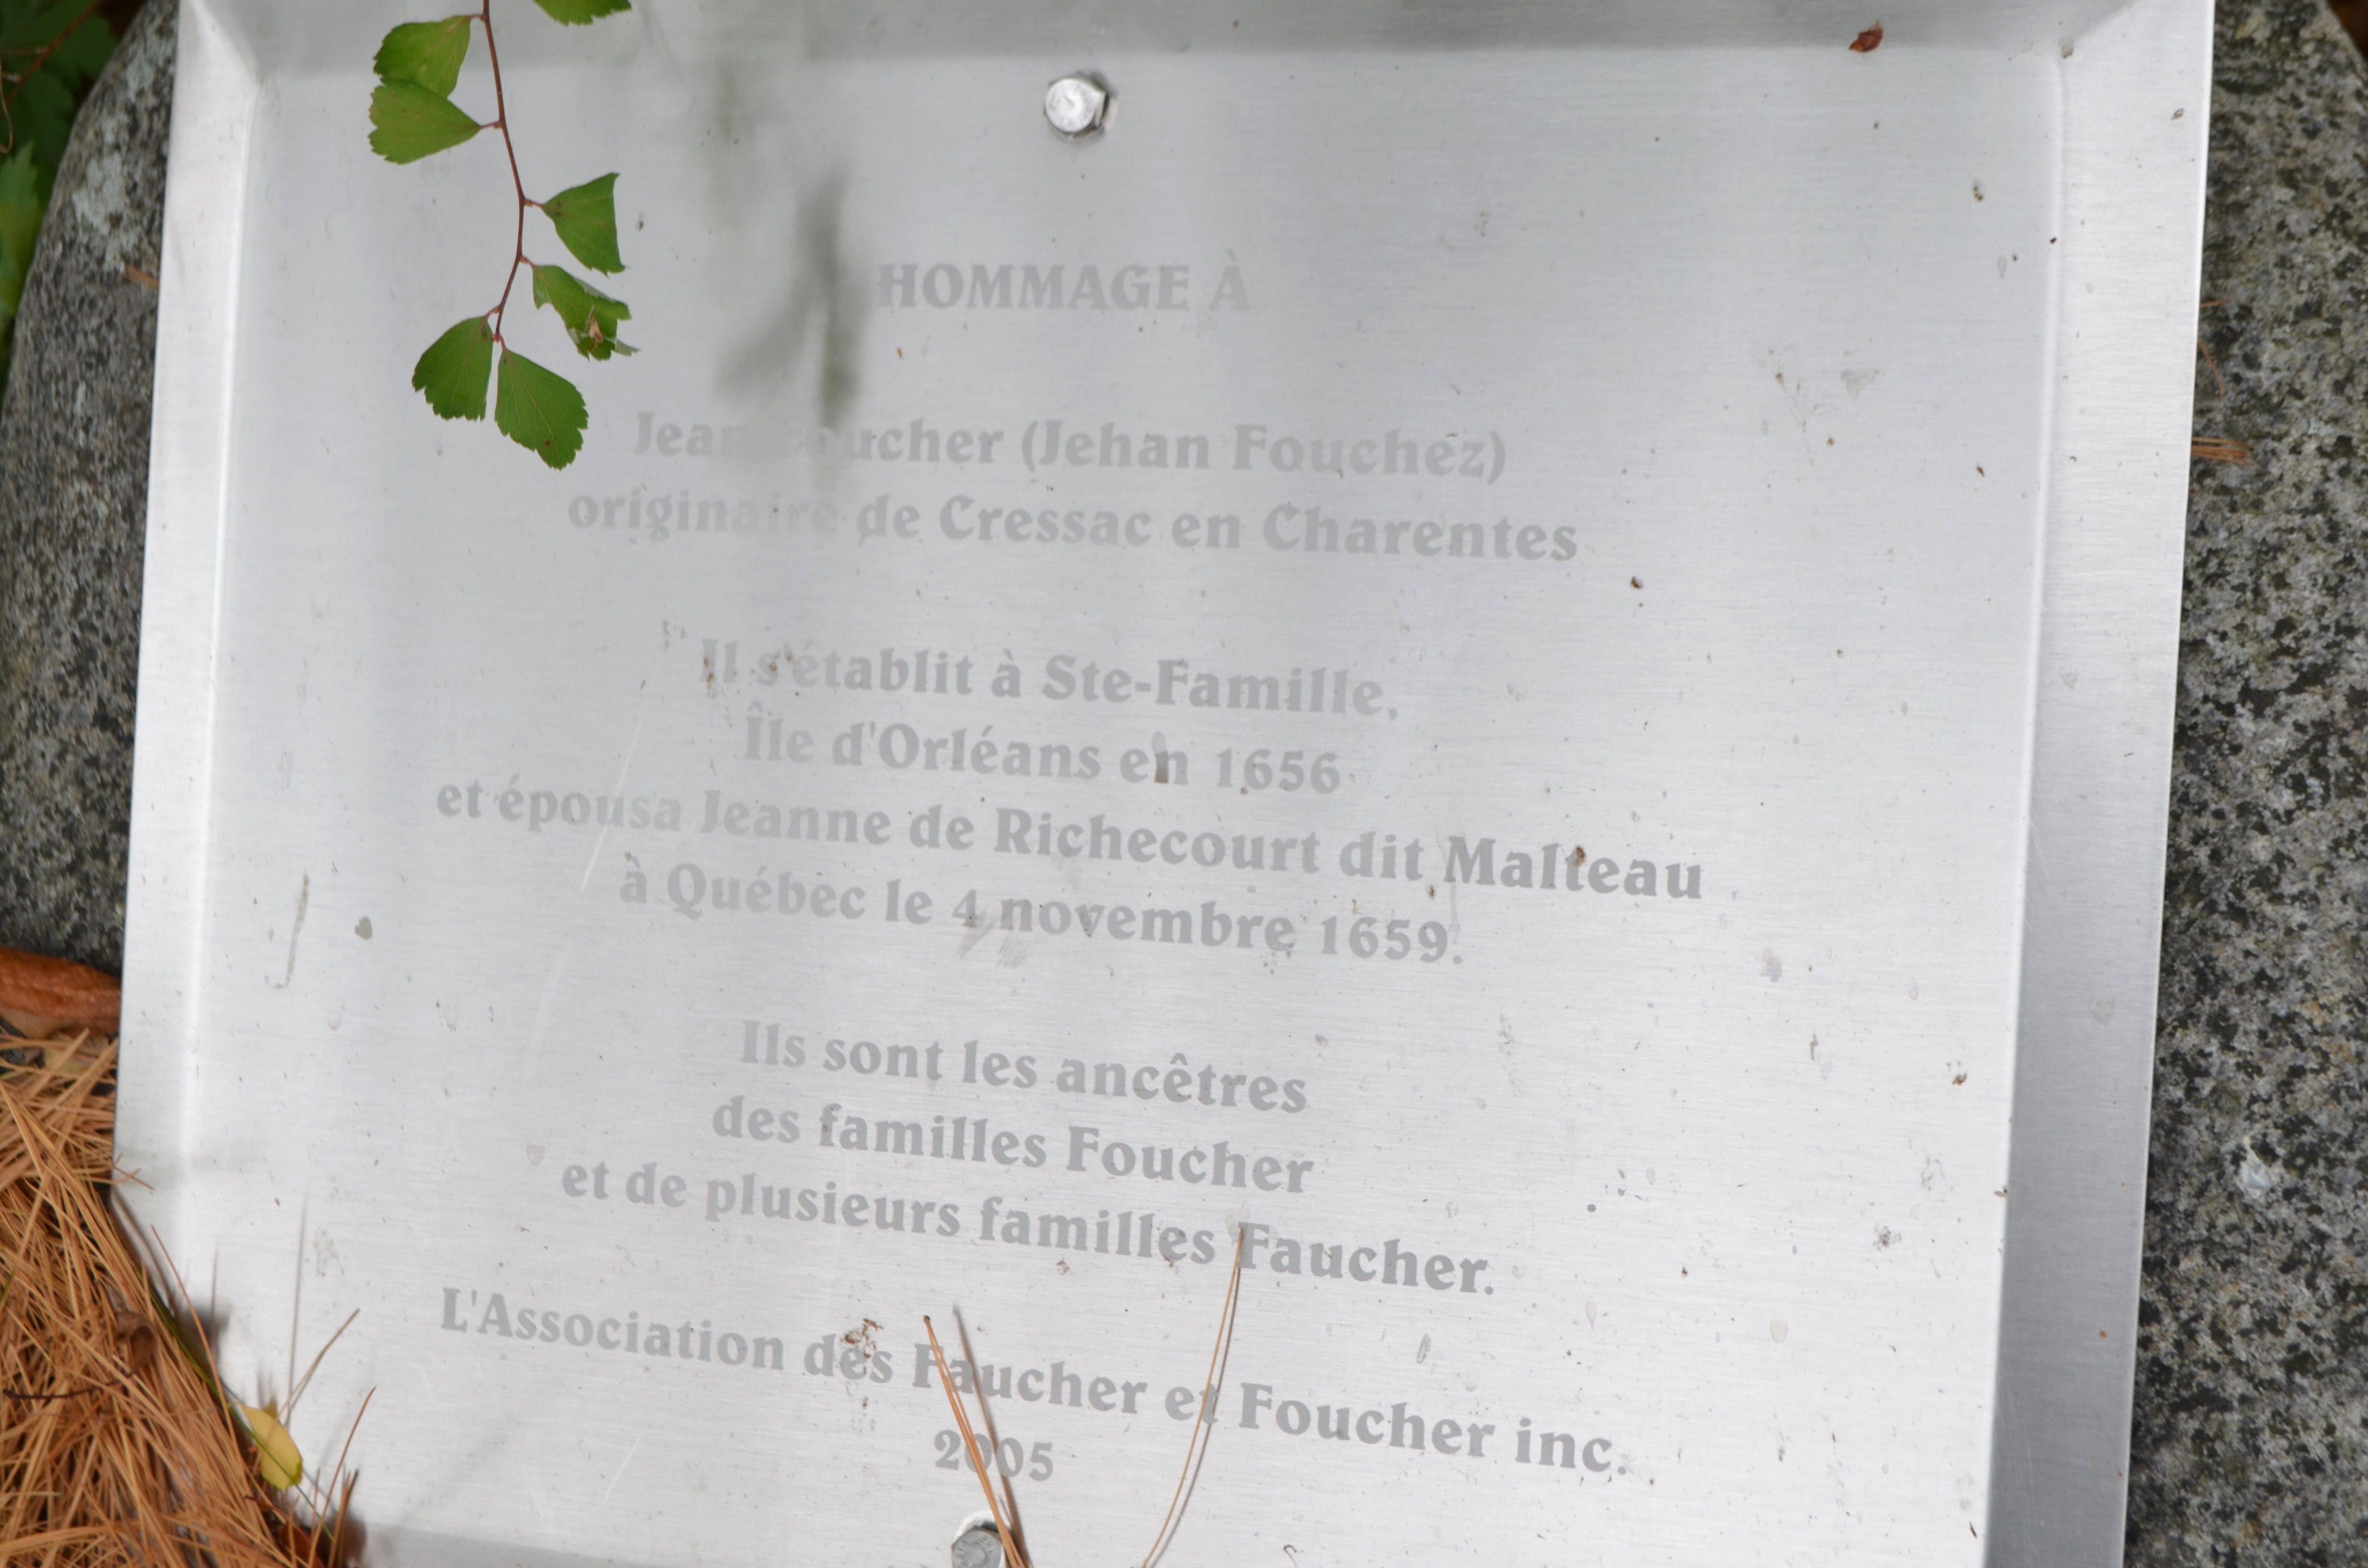 HOMMAGE À
Jean Foucher (Jehan Fouchez)
originaire de Cressac en Charentes
Il s'établit à Ste-Famille,
Île d'Orléans en 1656
et épousa Jeanne de Richecourt dit Malteau
à Québec le 4 novembre 1659.
Ils sont les ancêtres
des familles Foucher
et de plusieurs familles Faucher.
L'Association des Faucher et Foucher inc.
2005